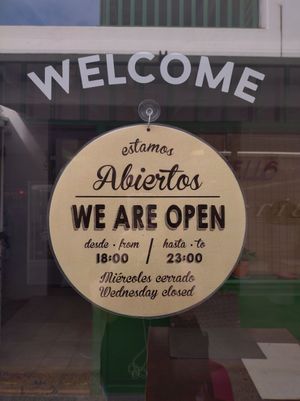 WELCOME
estamos
Abiertos
WE ARE OPEN
desde · from / hasta · to
18:00 23:00
Miércoles cerrado
Wednesday closed